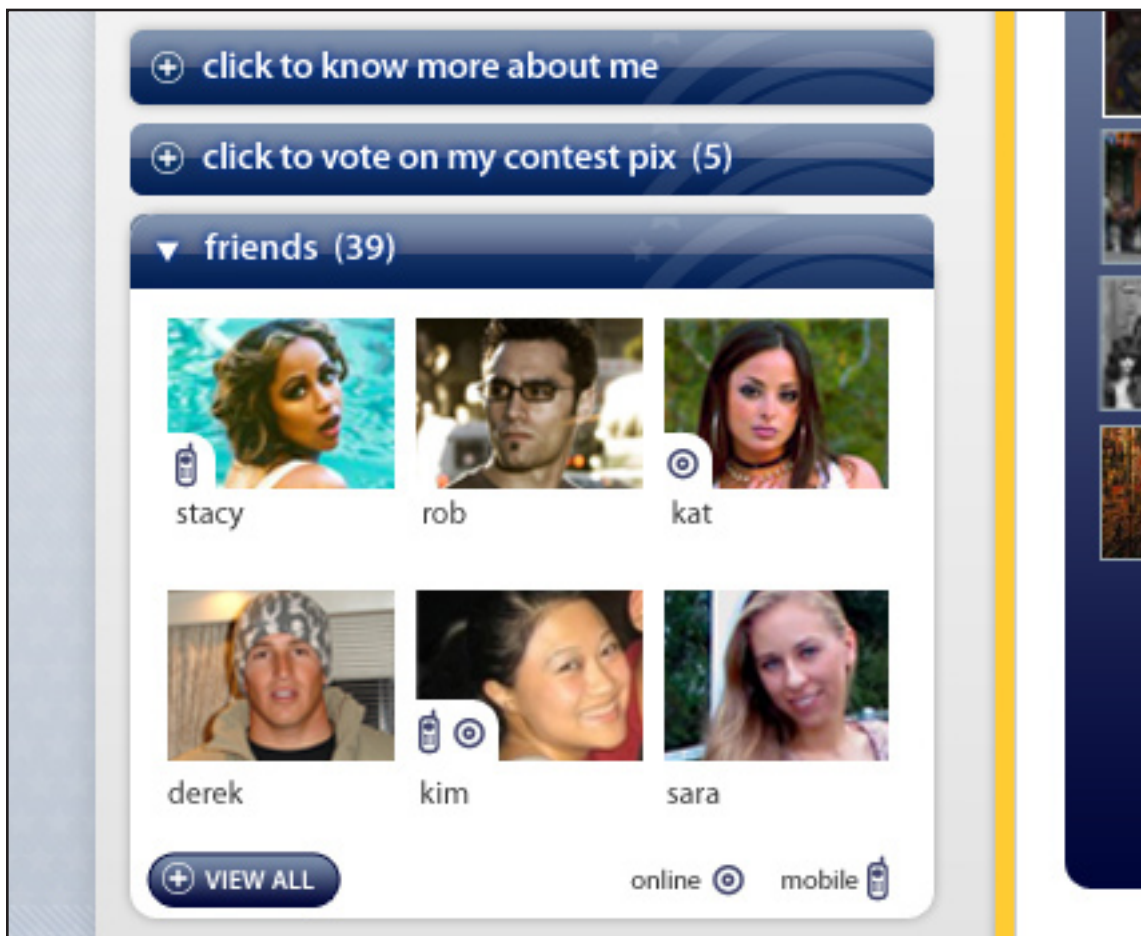 click to know more about me
click to vote on my contest pix (5)
friends (39)
stacy rob kat
derek kim sara
VIEW ALL online mobile